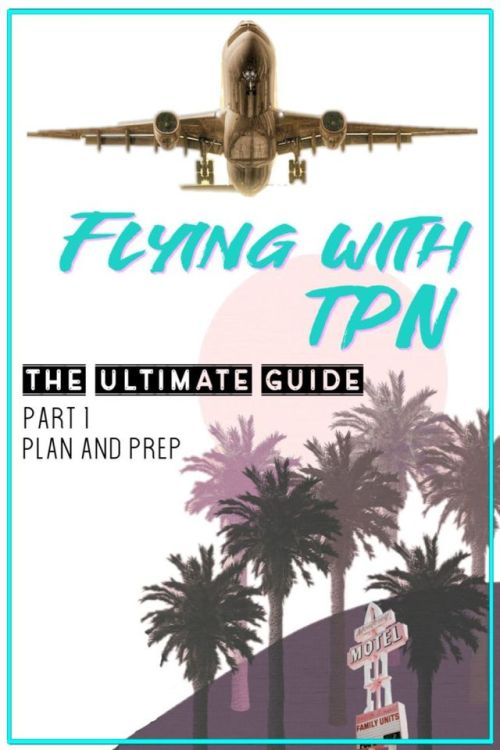 FLYING WITH
TPN
THE ULTIMATE GUIDE
PART 1
PLAN AND PREP
MOTEL
FAMILY UNITS